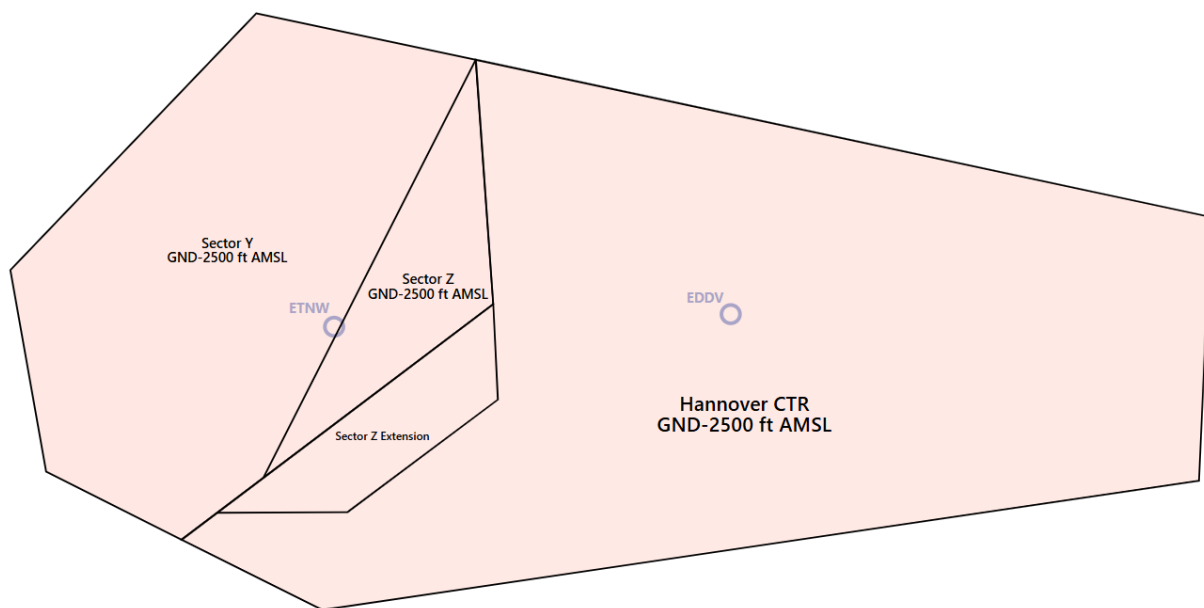 Sector Y
GND-2500 ft AMSL
Sector Z
GND-2500 ft AMSL
ETNW
EDDV
Hannover CTR
GND-2500 ft AMSL
Sector Z Extension